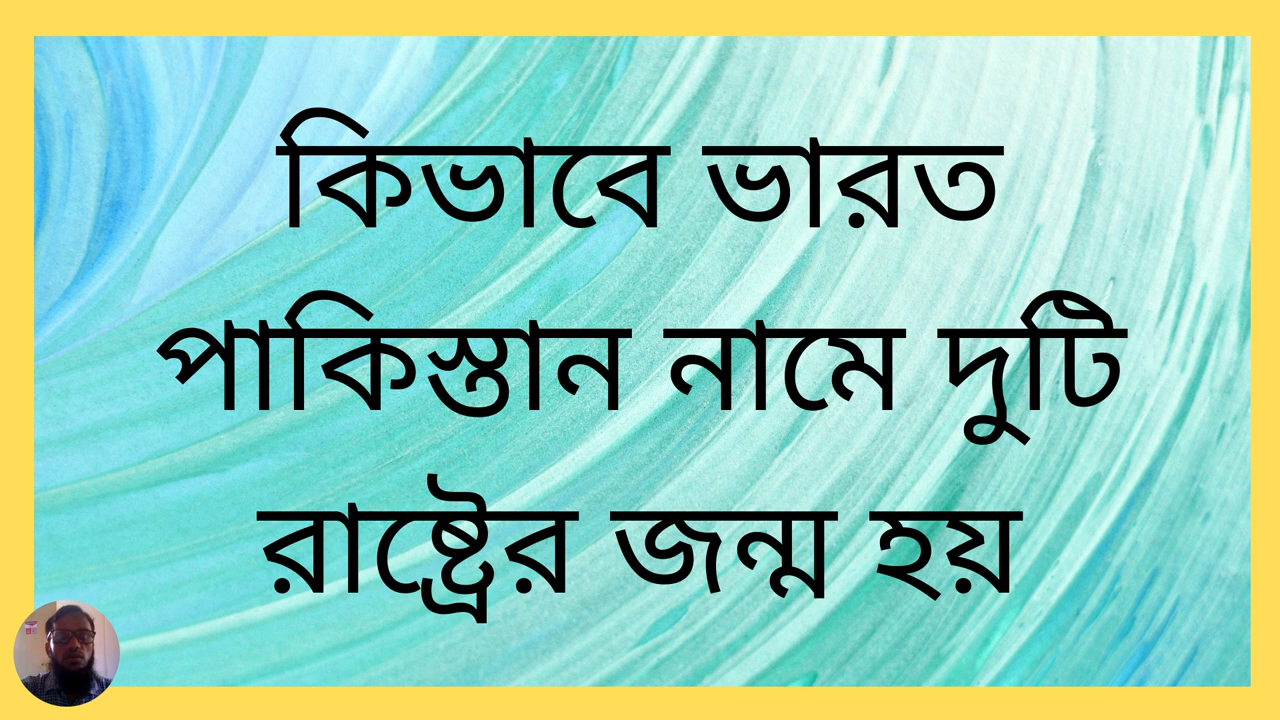 কিভাবে ভারত
পাকিস্তান নামে দুটি
রাষ্ট্রের জন্ম হয়